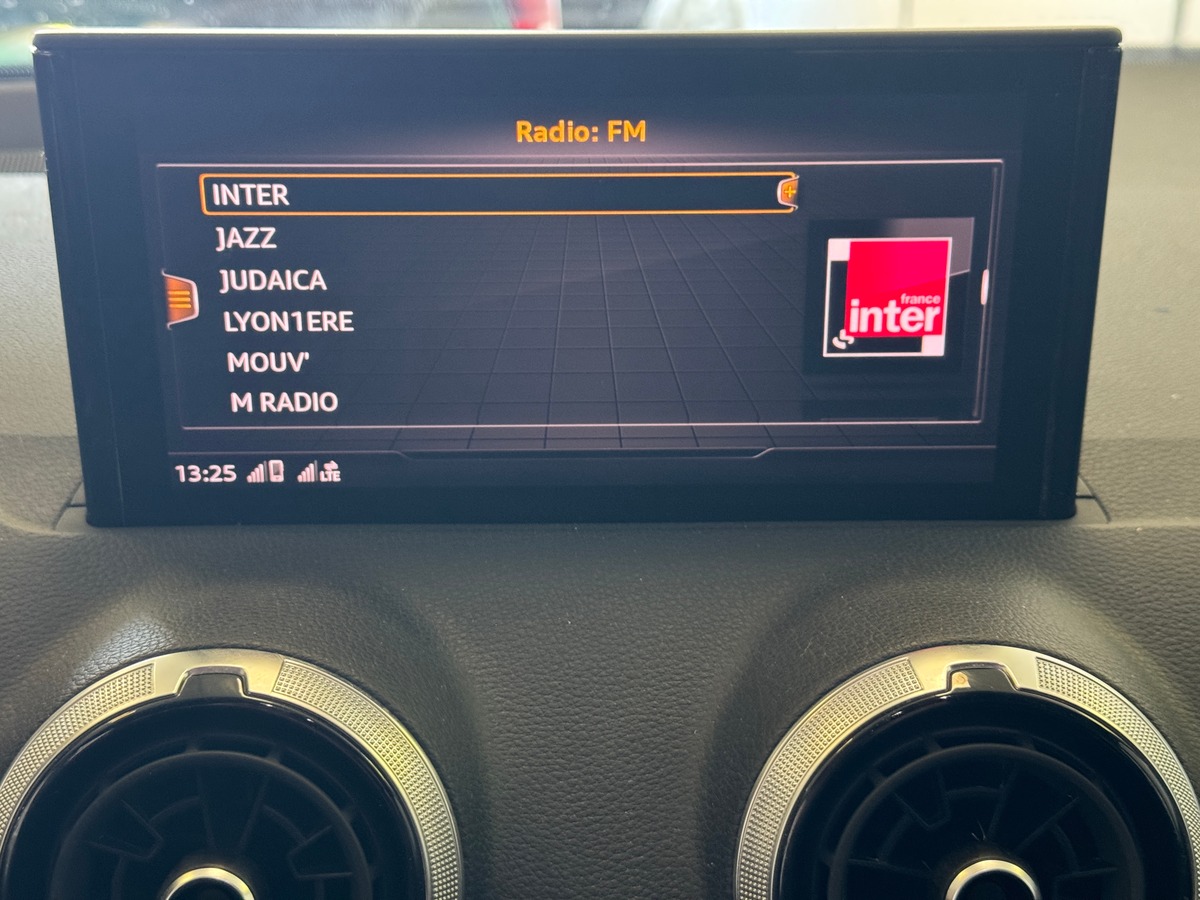 Radio: FM
INTER
JAZZ
JUDAICA
LYON1ERE
MOUV'
M RADIO
france
inter
13:25 LTE